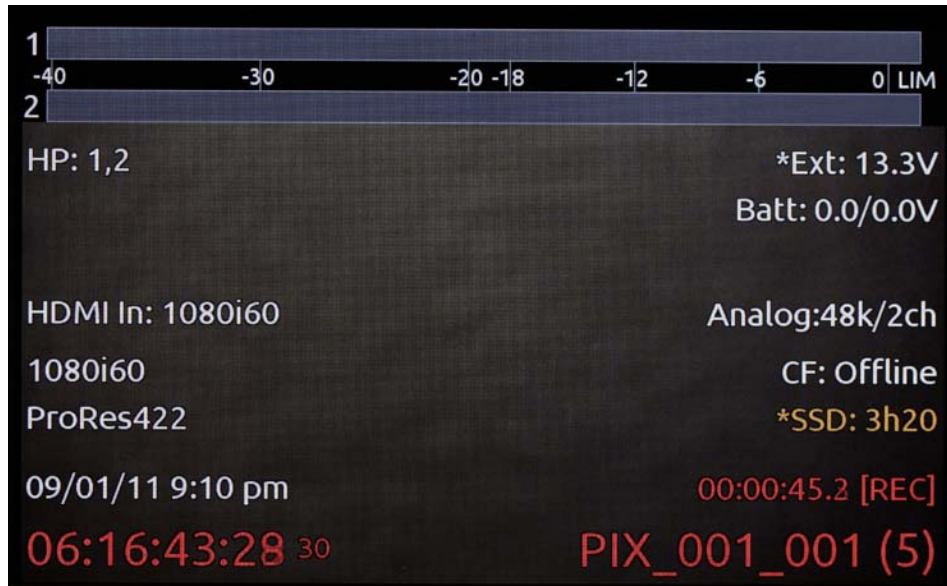 1
-40 -30 -20 -18 -12 -6 0 LIM
2
HP: 1,2 *Ext: 13.3V
Batt: 0.0/0.0V
HDMI In: 1080i60 Analog:48k/2ch
1080i60 CF: Offline
ProRes422 *SSD: 3h20
09/01/11 9:10 pm 00:00:45.2 [REC]
06:16:43:28 30 PIX_001_001 (5)